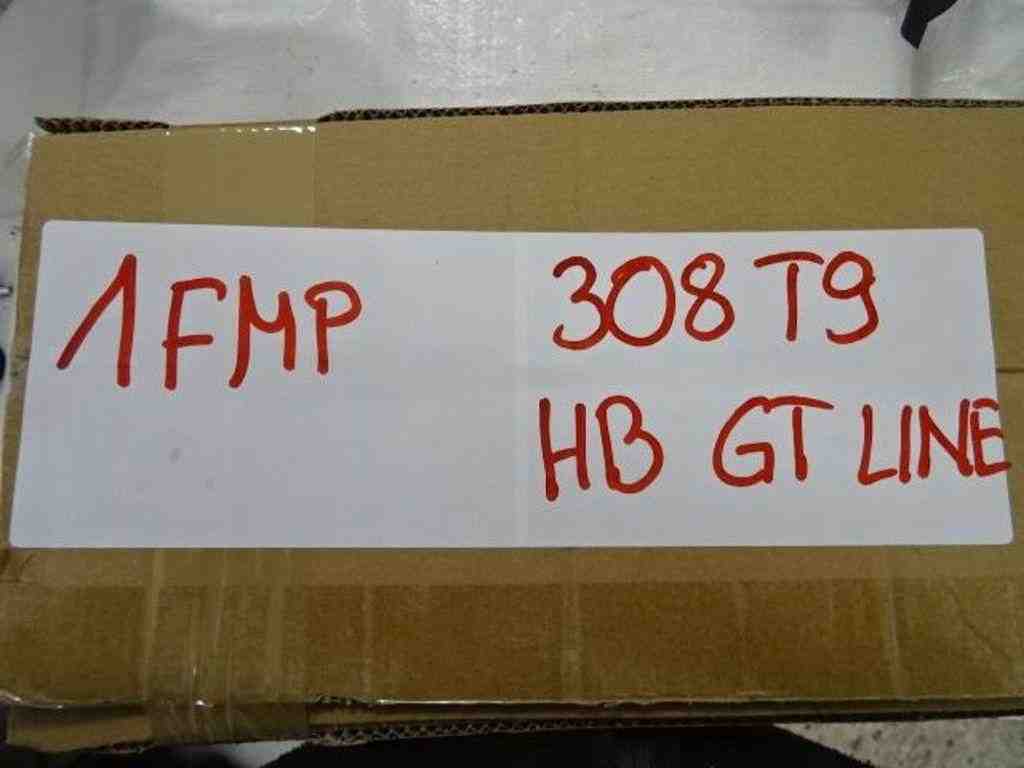 1FMP
308 T9
HB GT LINE